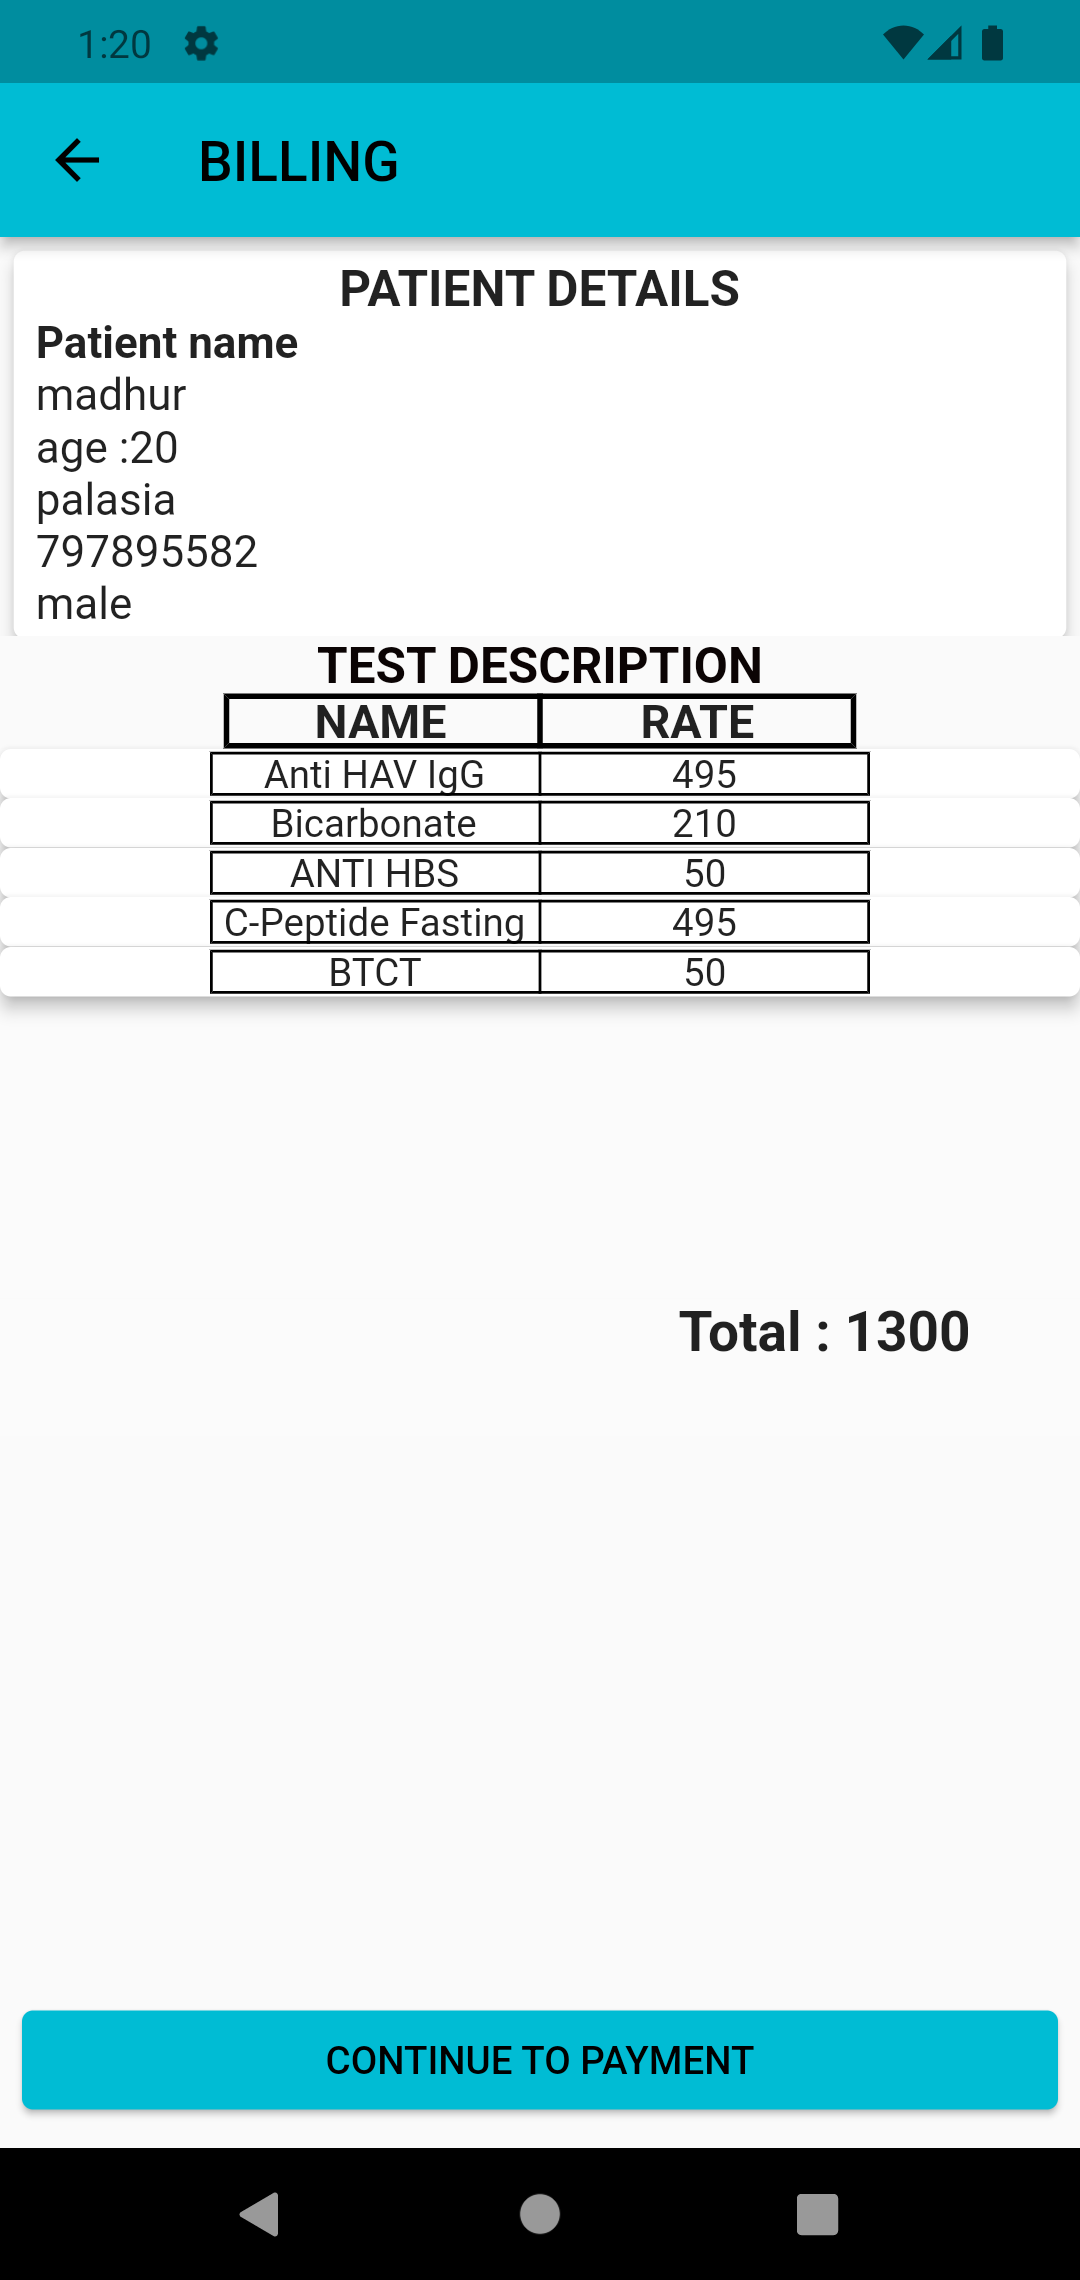 1:20
BILLING
PATIENT DETAILS
Patient name
madhur
age :20
palasia
797895582
male
TEST DESCRIPTION
NAME RATE
Anti HAV IgG 495
Bicarbonate 210
ANTI HBS 50
C-Peptide Fasting 495
BTCT 50
Total : 1300
CONTINUE TO PAYMENT